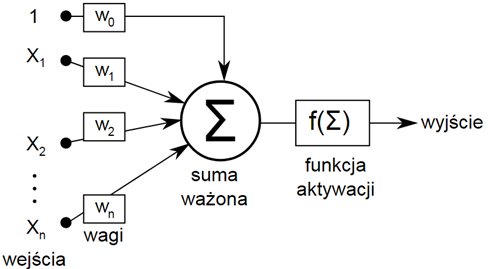 1
W₀
X₁
W₁
X₂
W₂
Xₙ
Wₙ
wejścia
wagi
Σ
suma
ważona
f(Σ)
funkcja
aktywacji
wyjście